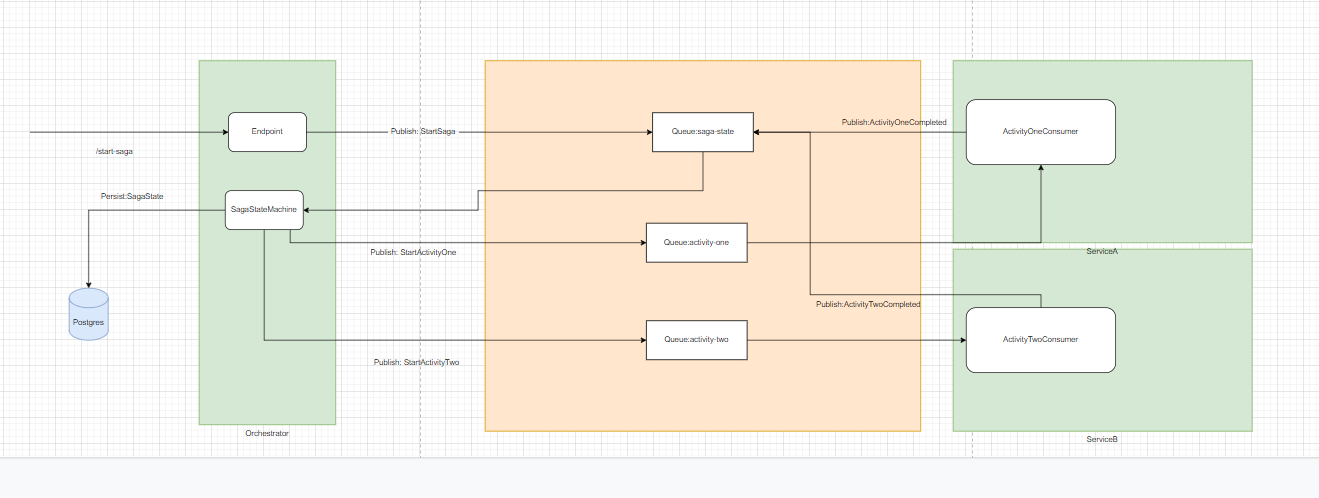 Endpoint
Publish: StartSaga
Queue:saga-state
Publish:ActivityOneCompleted
ActivityOneConsumer
/start-saga
Persist:SagaState
SagaStateMachine
Publish: StartActivityOne
Queue:activity-one
ServiceA
Postgres
Publish:ActivityTwoCompleted
Publish: StartActivityTwo
Queue:activity-two
ActivityTwoConsumer
Orchestrator
ServiceB